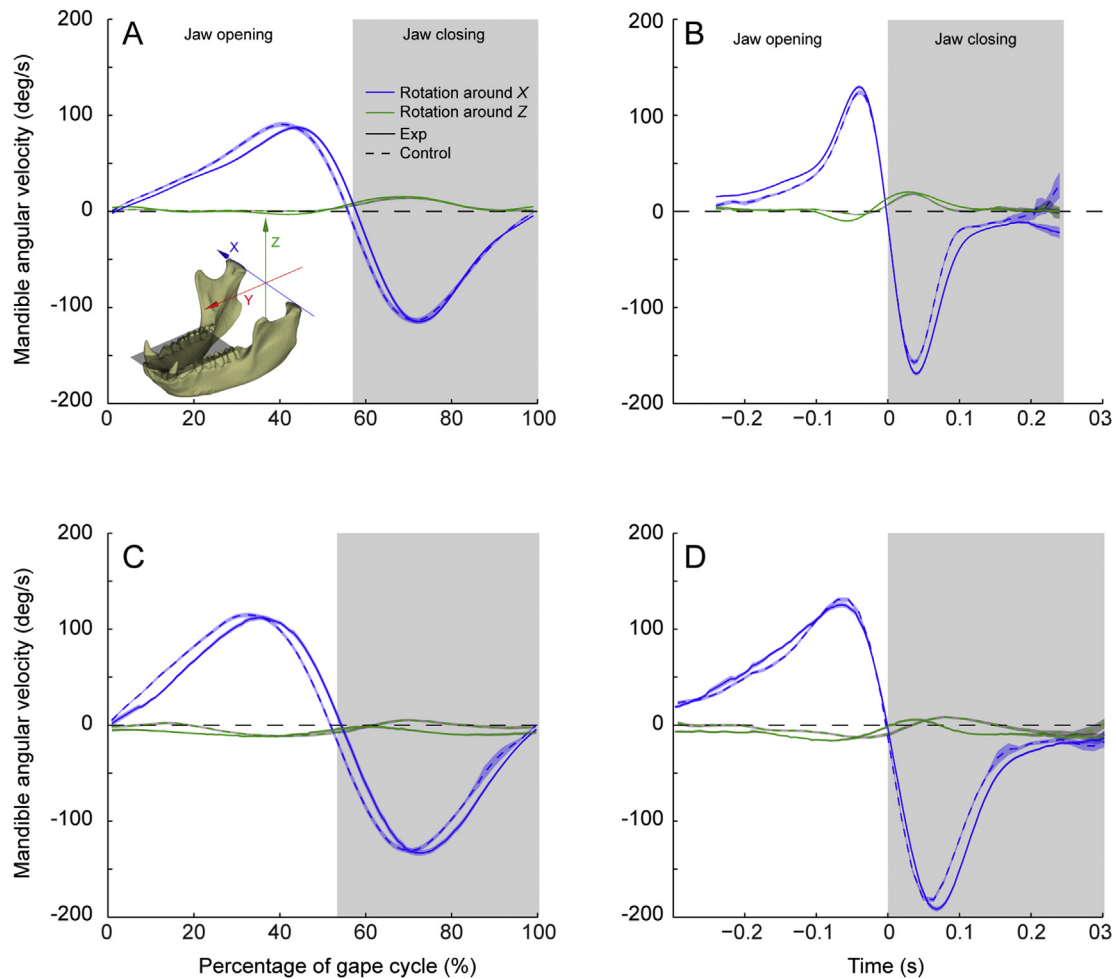 A
Jaw opening
Jaw closing
200
100
0
-100
-200
Mandible angular velocity (deg/s)
Rotation around X
Rotation around Z
Exp
Control
X
Y
Z
0
20
40
60
80
100
B
Jaw opening
Jaw closing
200
100
0
-100
-200
−0.2
−0.1
0
0.1
0.2
03
C
200
100
0
-100
-200
Mandible angular velocity (deg/s)
0
20
40
60
80
100
Percentage of gape cycle (%)
D
200
100
0
-100
-200
−0.2
−0.1
0
0.1
0.2
03
Time (s)